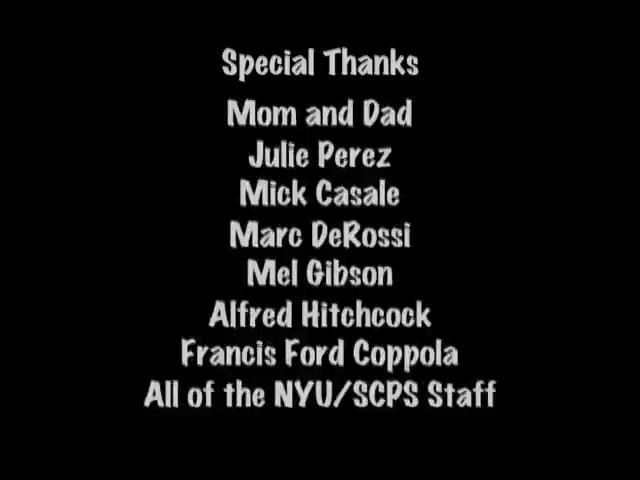 Special Thanks
Mom and Dad
Julie Perez
Mick Casale
Marc DeRossi
Mel Gibson
Alfred Hitchcock
Francis Ford Coppola
All of the NYU/SCPS Staff